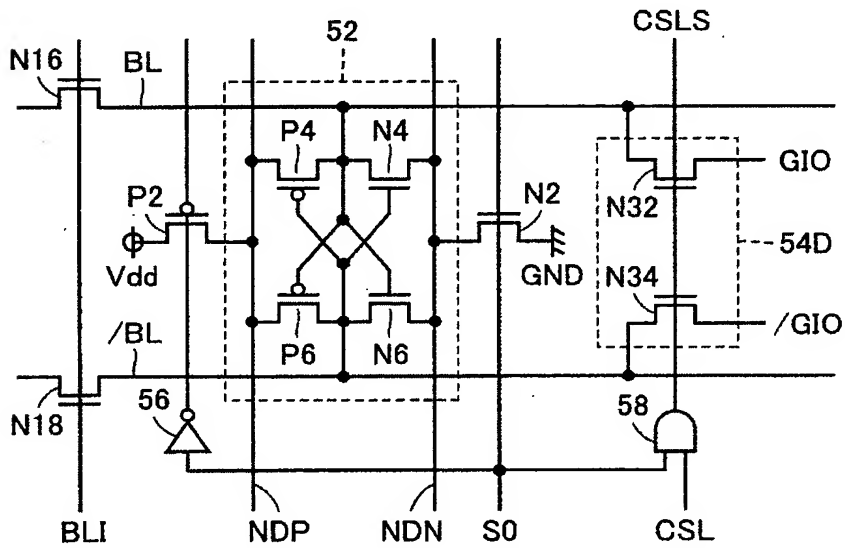 52
CSLS
N16
BL
P4
N4
GIO
N32
P2
N2
54D
Vdd
GND
N34
/BL
P6
N6
/GIO
N18
56
58
BLI
NDP
NDN
S0
CSL